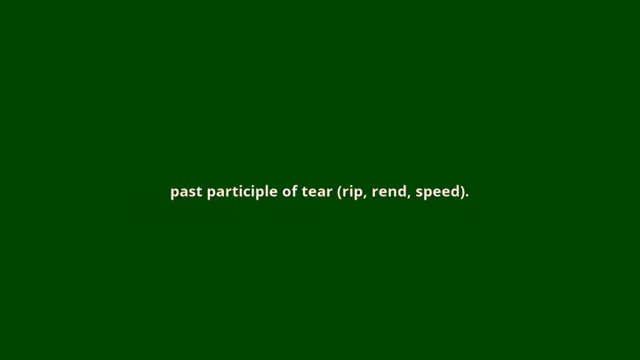 past participle of tear (rip, rend, speed).